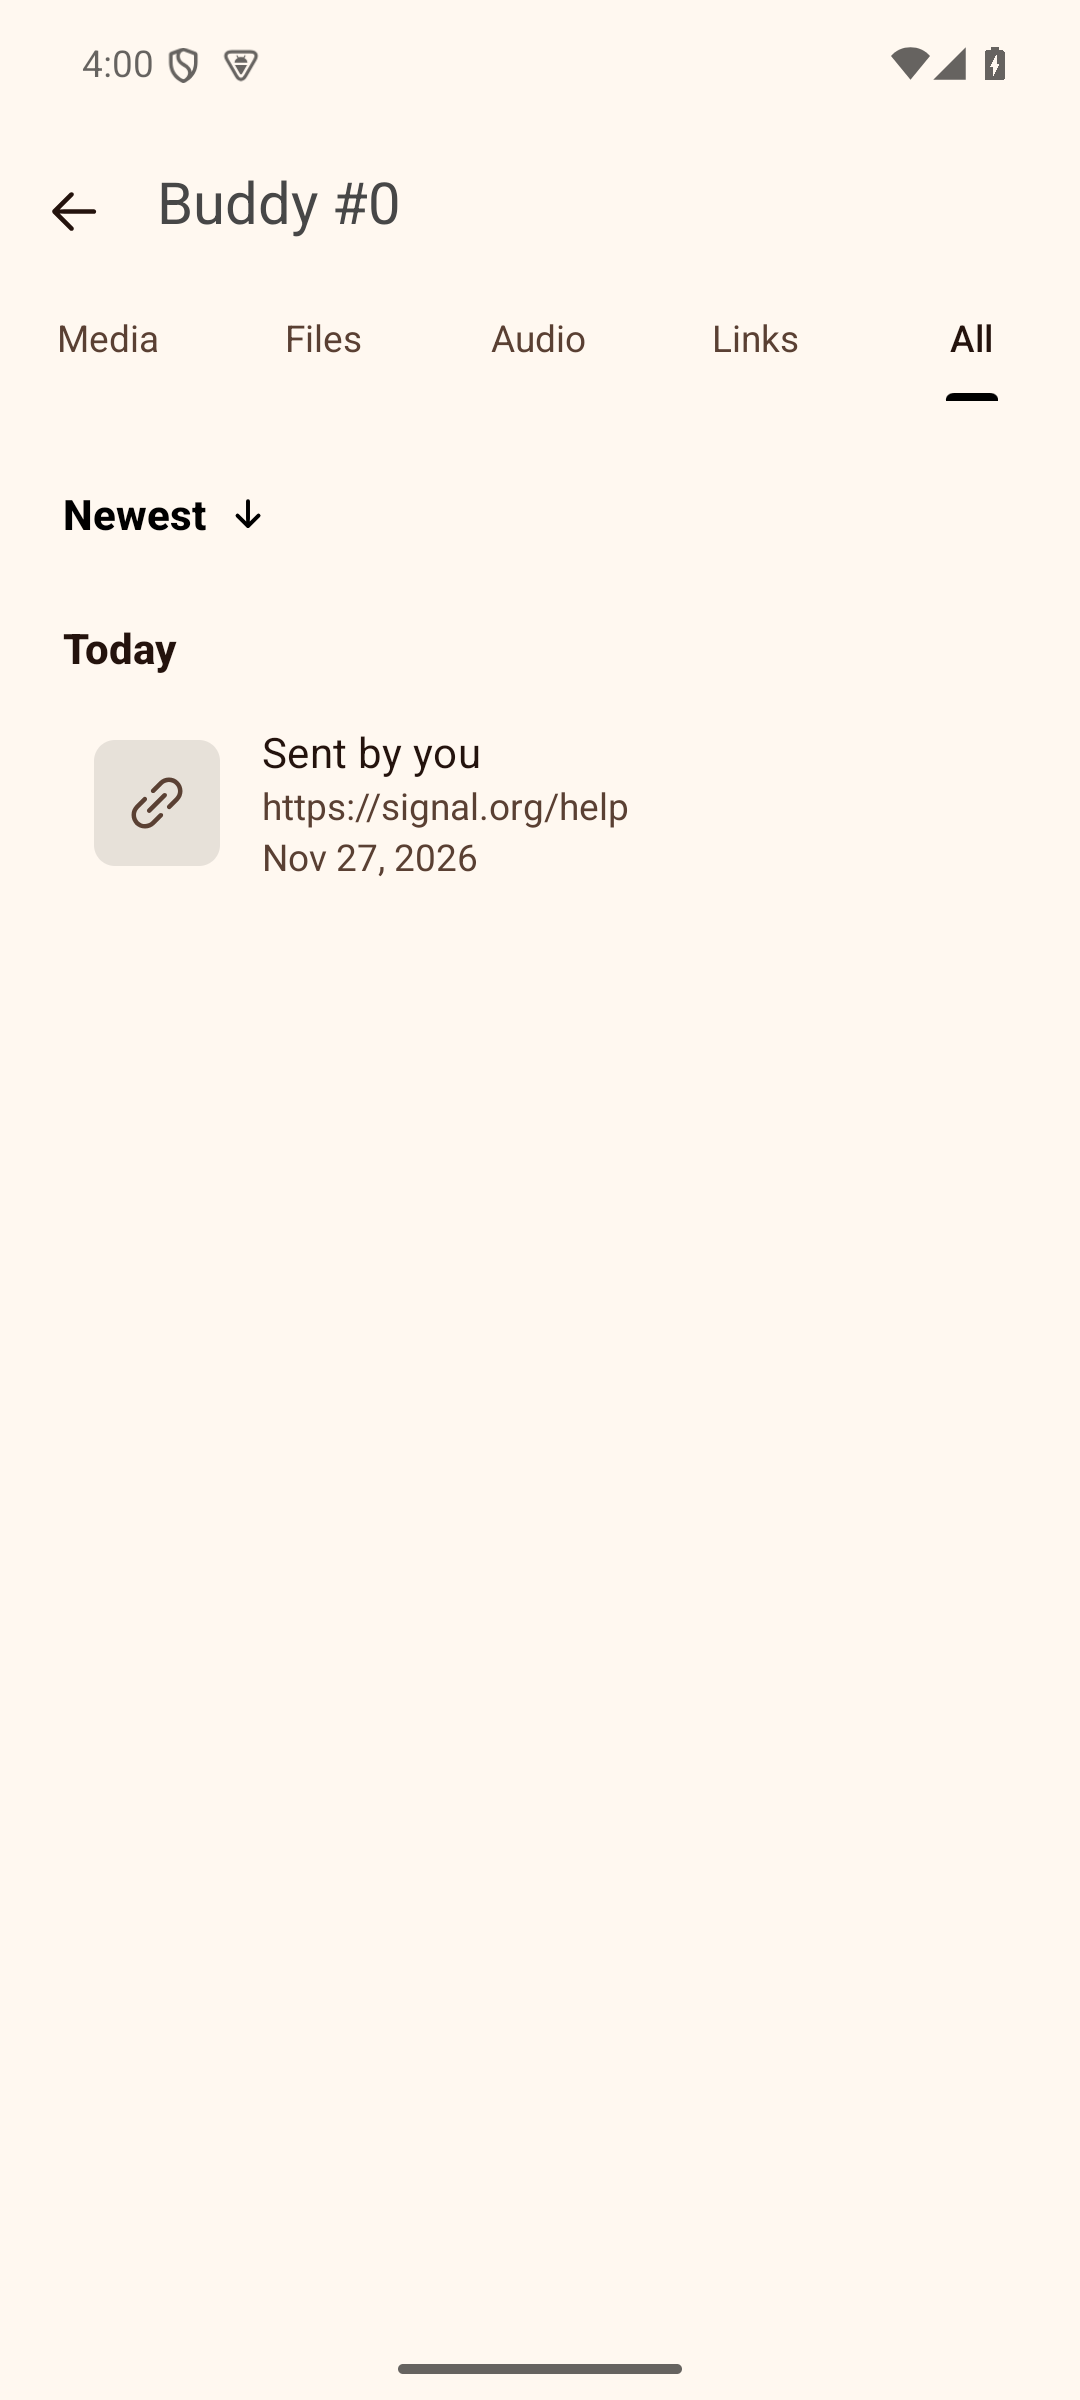 4:00
Buddy #0
Media Files Audio Links All
Newest
Today
Sent by you
https://signal.org/help
Nov 27, 2026